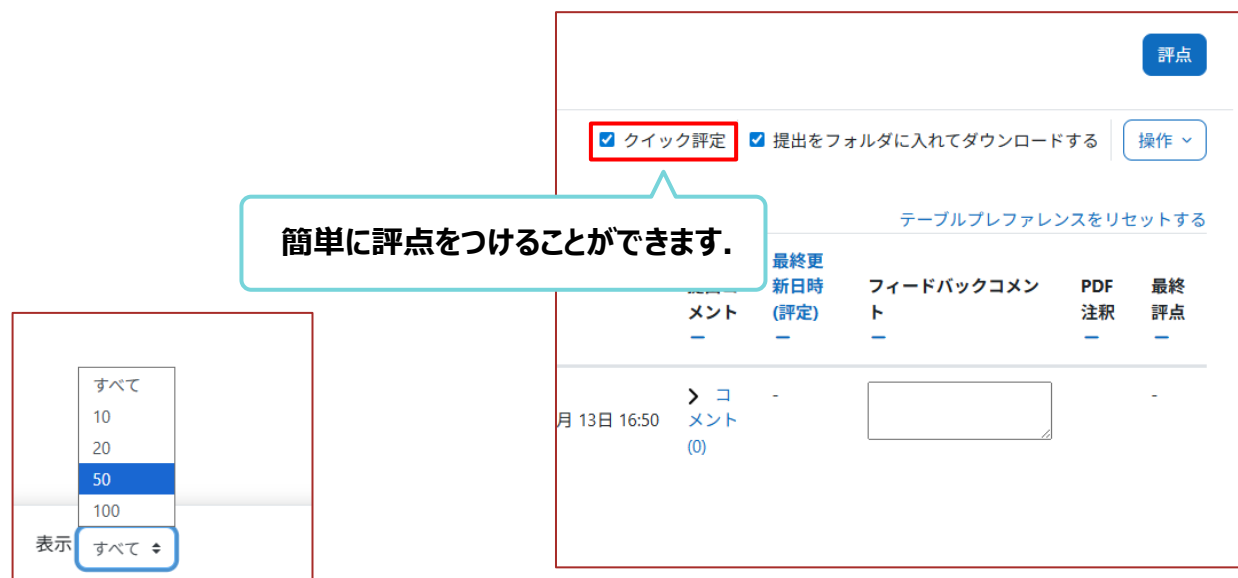 評点
クイック評定
提出をフォルダに入れてダウンロードする
操作
簡単に評点をつけることができます.
テーブルプレファレンスをリセットする
メント
最終更
新日時
(評定)
フィードバックコメン
ト
PDF
注釈
最終
評点
月 13日 16:50
コ
メント
(0)
-
-
すべて
10
20
50
100
表示 すべて